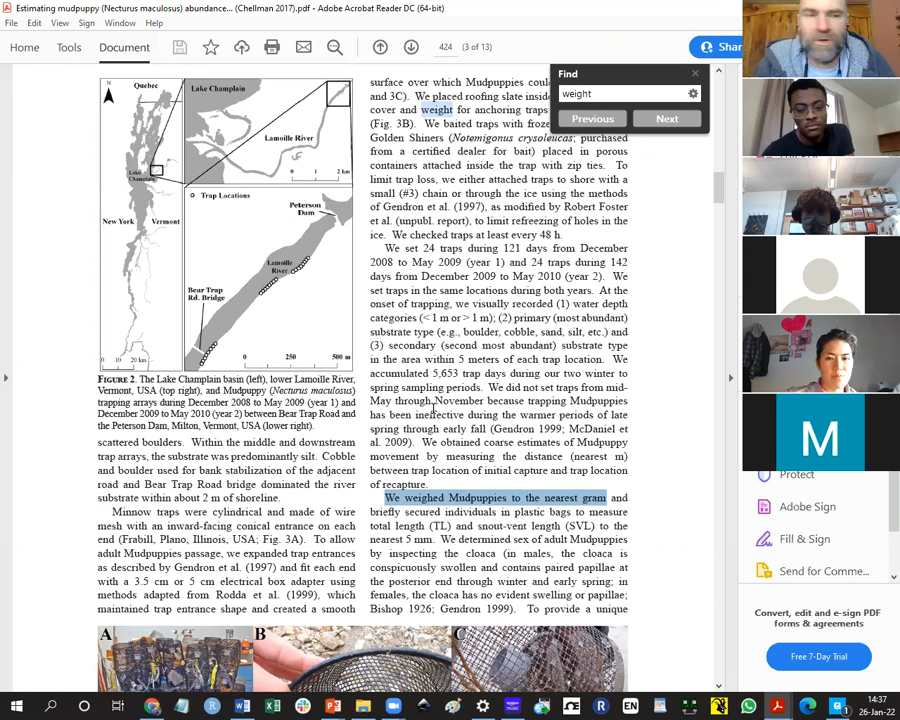 Estimating mudpuppy (Necturus maculosus) abundance... (Chellman 2017).pdf - Adobe Acrobat Reader DC (64-bit)
File Edit View Sign Window Help
Home Tools Document 424 (3 of 13) Shar
Find
weight
Previous Next
Quebec
N
Lake Champlain
Lamoille River
0 1 2 km
Lake Champlain
New York Vermont
0 10 20 km
Trap Locations
Peterson
Dam
Lamoille
River
Bear Trap
Rd. Bridge
0 250 500 m
FIGURE 2. The Lake Champlain basin (left), lower Lamoille River,
Vermont, USA (top right), and Mudpuppy (Necturus maculosus)
trapping arrays during December 2008 to May 2009 (year 1) and
December 2009 to May 2010 (year 2) between Bear Trap Road and
the Peterson Dam, Milton, Vermont, USA (lower right).
scattered boulders. Within the middle and downstream
trap arrays, the substrate was predominantly silt. Cobble
and boulder used for bank stabilization of the adjacent
road and Bear Trap Road bridge dominated the river
substrate within about 2 m of shoreline.
Minnow traps were cylindrical and made of wire
mesh with an inward-facing conical entrance on each
end (Frabill, Plano, Illinois, USA; Fig. 3A). To allow
adult Mudpuppies passage, we expanded trap entrances
as described by Gendron et al. (1997) and fit each end
with a 3.5 cm or 5 cm electrical box adapter using
methods adapted from Rodda et al. (1999), which
maintained trap entrance shape and created a smooth
surface over which Mudpuppies coul
and 3C). We placed roofing slate insid
cover and weight for anchoring traps
(Fig. 3B). We baited traps with froze
Golden Shiners (Notemigonus crysoleucas; purchased
from a certified dealer for bait) placed in porous
containers attached inside the trap with zip ties. To
limit trap loss, we either attached traps to shore with a
small (#3) chain or through the ice using the methods
of Gendron et al. (1997), as modified by Robert Foster
et al. (unpubl. report), to limit refreezing of holes in the
ice. We checked traps at least every 48 h.
We set 24 traps during 121 days from December
2008 to May 2009 (year 1) and 24 traps during 142
days from December 2009 to May 2010 (year 2). We
set traps in the same locations during both years. At the
onset of trapping, we visually recorded (1) water depth
categories (< 1 m or > 1 m); (2) primary (most abundant)
substrate type (e.g., boulder, cobble, sand, silt, etc.) and
(3) secondary (second most abundant) substrate type
in the area within 5 meters of each trap location. We
accumulated 5,653 trap days during our two winter to
spring sampling periods. We did not set traps from mid-
May through November because trapping Mudpuppies
has been ineffective during the warmer periods of late
spring through early fall (Gendron 1999; McDaniel et
al. 2009). We obtained coarse estimates of Mudpuppy
movement by measuring the distance (nearest m)
between trap location of initial capture and trap location
of recapture.
We weighed Mudpuppies to the nearest gram and
briefly secured individuals in plastic bags to measure
total length (TL) and snout-vent length (SVL) to the
nearest 5 mm. We determined sex of adult Mudpuppies
by inspecting the cloaca (in males, the cloaca is
conspicuously swollen and contains paired papillae at
the posterior end through winter and early spring; in
females, the cloaca has no evident swelling or papillae;
Bishop 1926; Gendron 1999). To provide a unique
A B C
M
Protect
Adobe Sign
Fill & Sign
Send for Comme...
Convert, edit and e-sign PDF
forms & agreements
Free 7-Day Trial
14:37
26-Jan-22